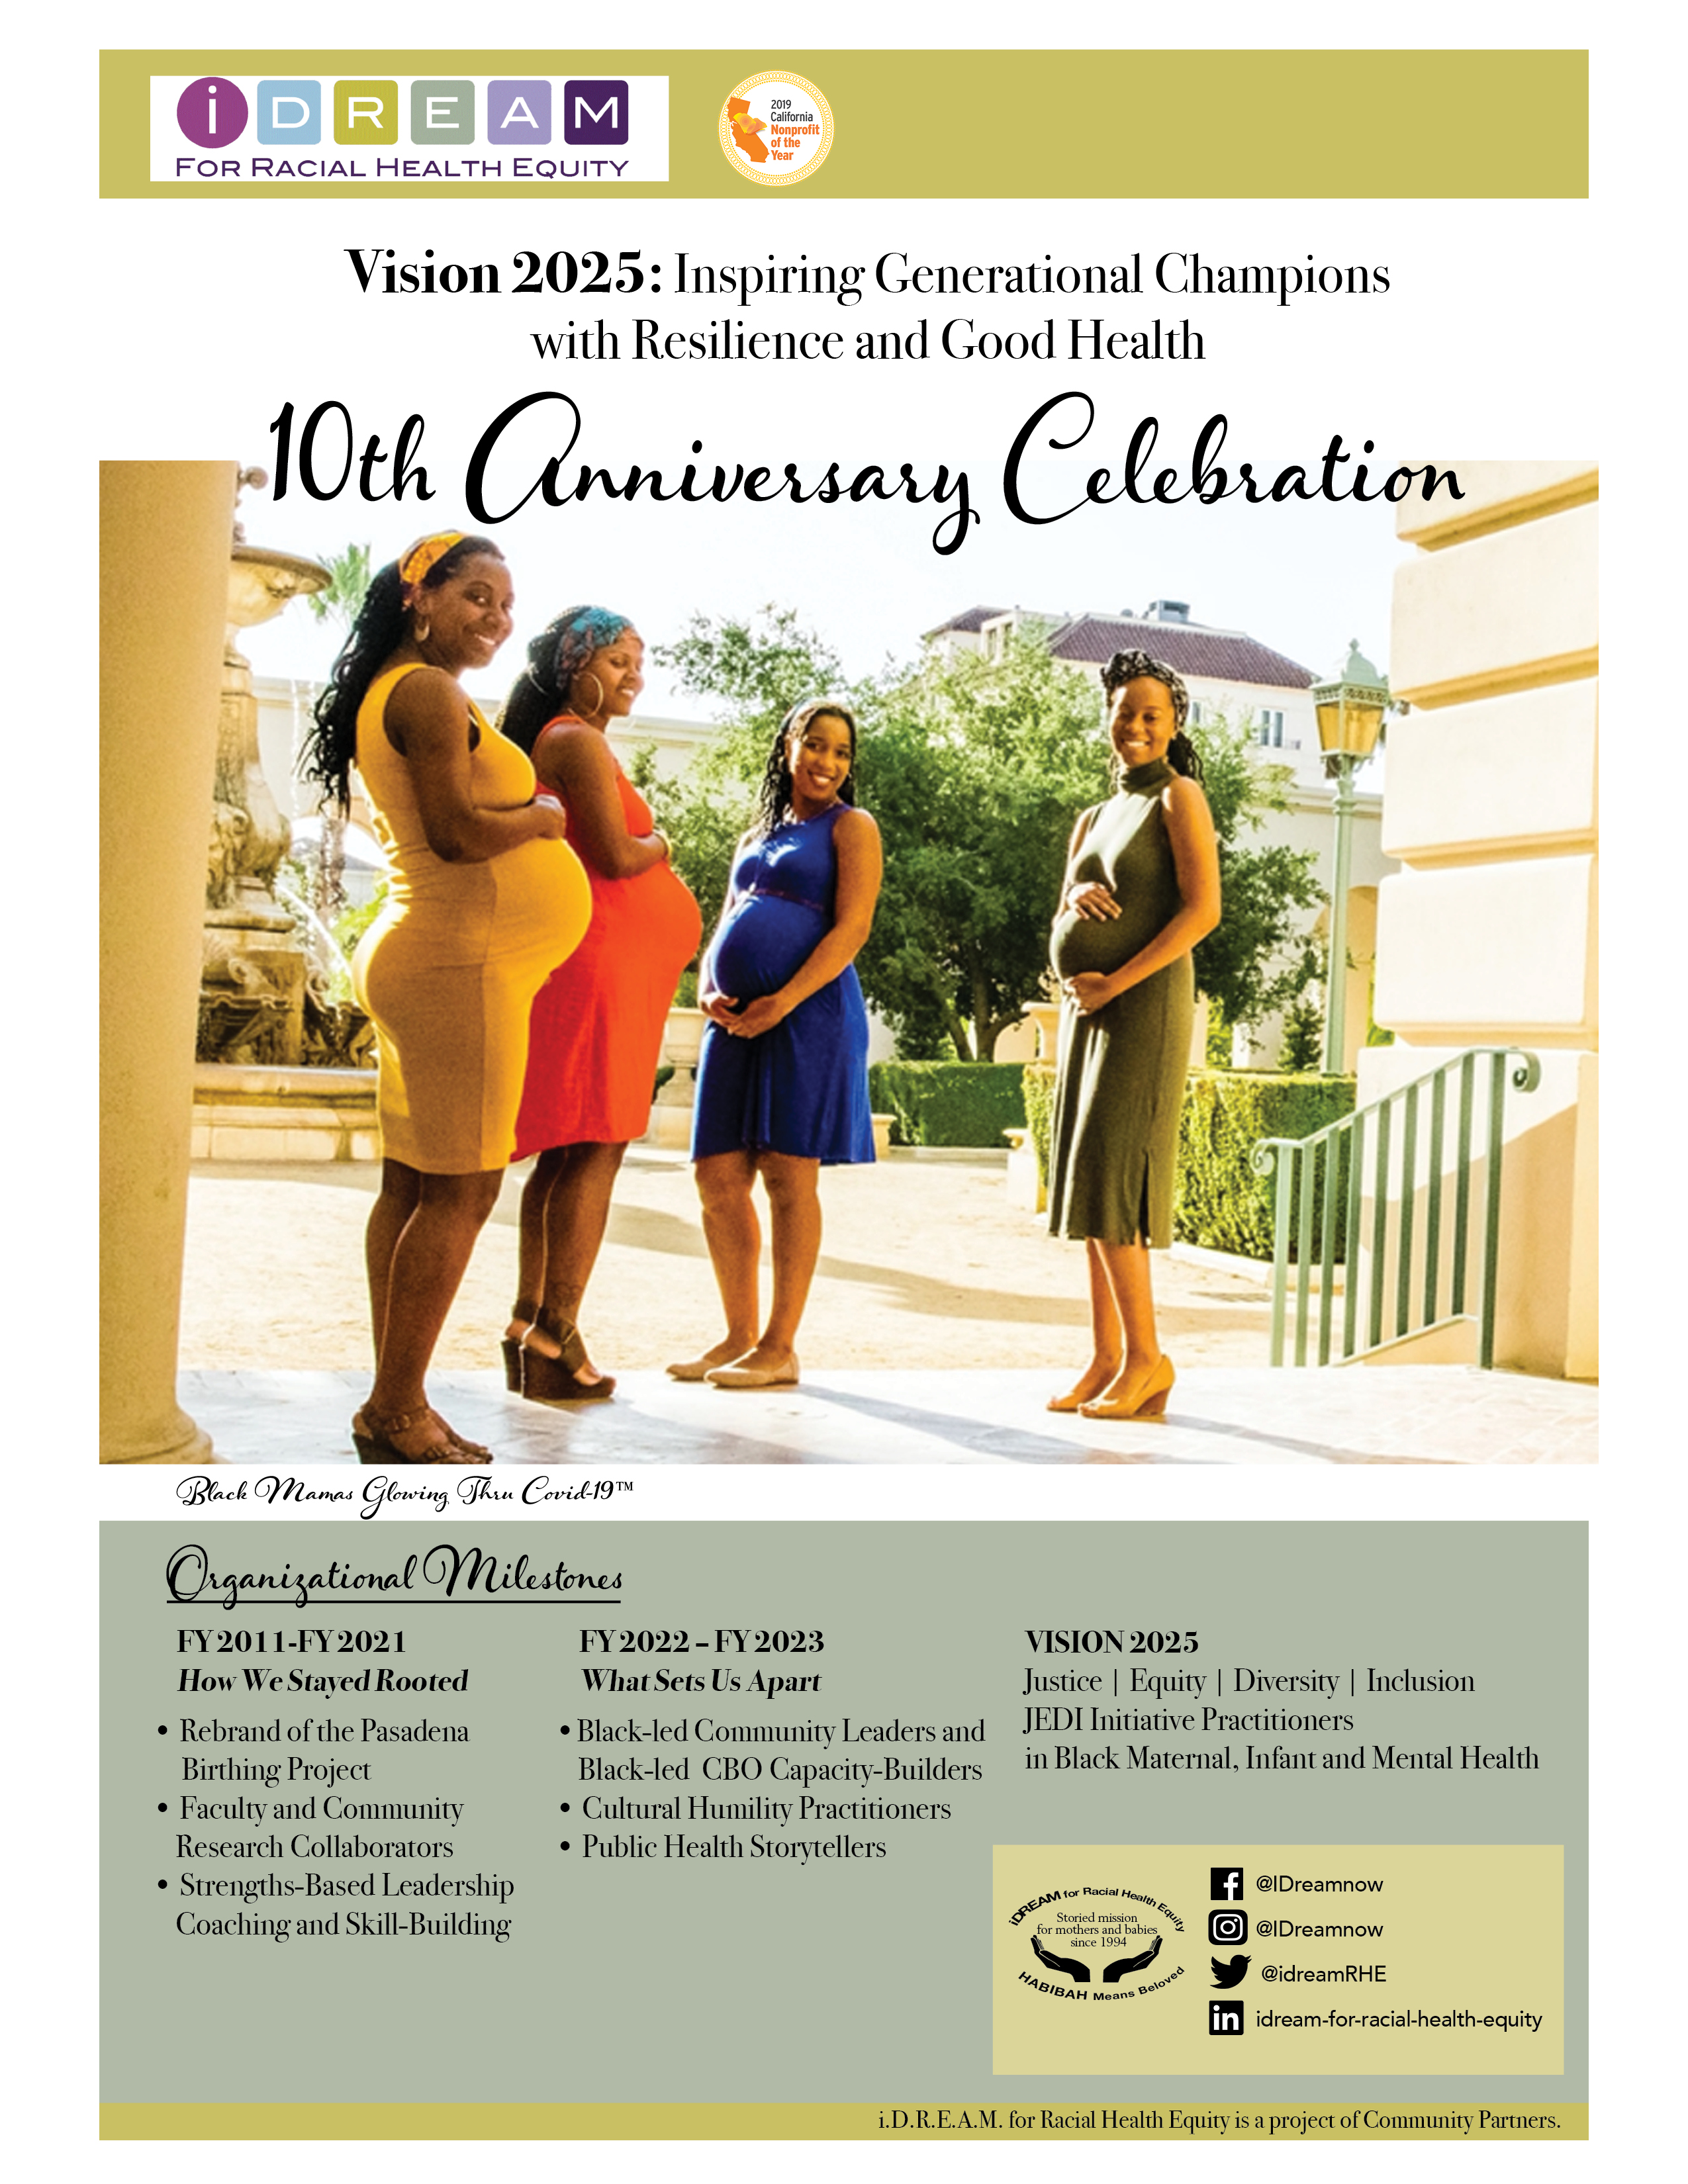 iDREAM
FOR RACIAL HEALTH EQUITY
2019
California
Nonprofit
of the
Year
Vision 2025: Inspiring Generational Champions
with Resilience and Good Health
10th Anniversary Celebration
Black Mamas Glowing Thru Covid-19™
Organizational Milestones
FY 2011-FY 2021
How We Stayed Rooted
• Rebrand of the Pasadena
Birthing Project
• Faculty and Community
Research Collaborators
• Strengths-Based Leadership
Coaching and Skill-Building
FY 2022 – FY 2023
What Sets Us Apart
• Black-led Community Leaders and
Black-led CBO Capacity-Builders
• Cultural Humility Practitioners
• Public Health Storytellers
VISION 2025
Justice | Equity | Diversity | Inclusion
JEDI Initiative Practitioners
in Black Maternal, Infant and Mental Health
iDREAM for Racial Health Equity
Storied mission
for mothers and babies
since 1994
HABIBAH Means Beloved
@IDreamnow
@IDreamnow
@idreamRHE
idream-for-racial-health-equity
i.D.R.E.A.M. for Racial Health Equity is a project of Community Partners.